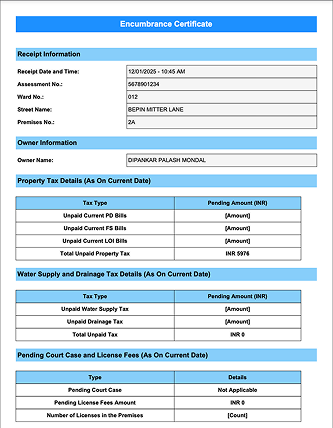 Encumbrance Certificate
Receipt Information
Receipt Date and Time: 12/01/2025 - 10:45 AM
Assessment No.: 5678901234
Ward No.: 012
Street Name: BEPIN MITTER LANE
Premises No.: 2A
Owner Information
Owner Name: DIPANKAR PALASH MONDAL
Property Tax Details (As On Current Date)
Tax Type Pending Amount (INR)
Unpaid Current PD Bills [Amount]
Unpaid Current FS Bills [Amount]
Unpaid Current LOI Bills [Amount]
Total Unpaid Property Tax INR 5976
Water Supply and Drainage Tax Details (As On Current Date)
Tax Type Pending Amount (INR)
Unpaid Water Supply Tax [Amount]
Unpaid Drainage Tax [Amount]
Total Unpaid Tax INR 0
Pending Court Case and License Fees (As On Current Date)
Type Details
Pending Court Case Not Applicable
Pending License Fees Amount INR 0
Number of Licenses in the Premises [Count]